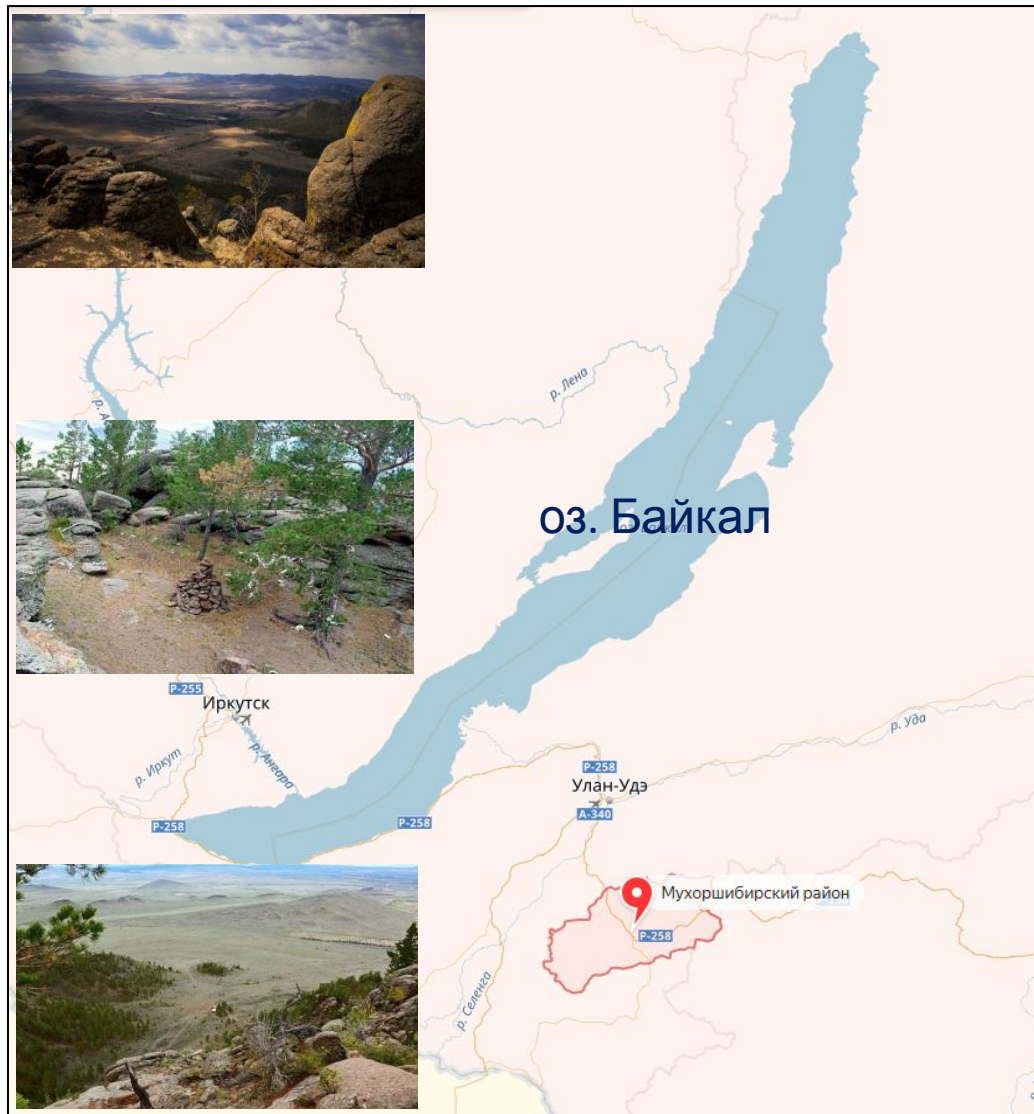 р. Лена
оз. Байкал
Р-255
Иркутск
р. Иркут
р. Ангара
р. Уда
Р-258
Улан-Удэ
А-340
Р-258
Р-258
Мухоршибирский район
Р-258
р. Селенга